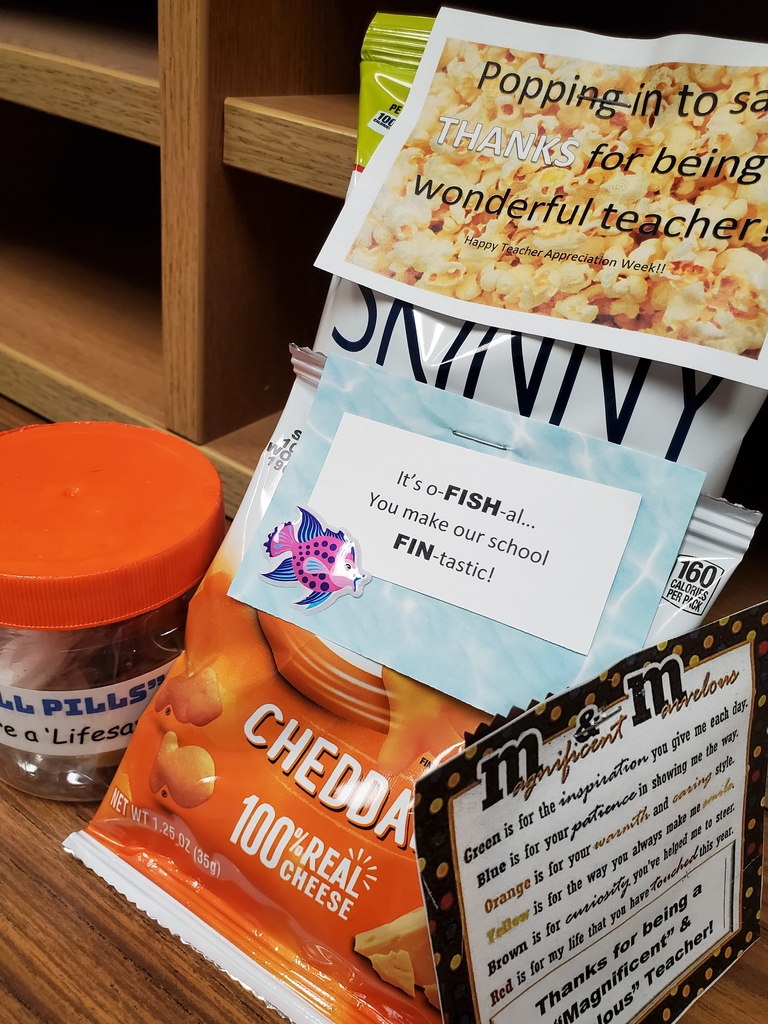 Popping in to sa
THANKS for being
wonderful teacher!
Happy Teacher Appreciation Week!!
SKINNY
It's o-FISH-al...
You make our school
FIN-tastic!
160
CALORIES
PER PACK
LL PILLS"
re a 'Lifesa
CHEDDA
NET WT 1.25 OZ (35g)
100% REAL
CHEESE
m & m
agnificent arvelous
Green is for the inspiration you give me each day.
Blue is for your patience in showing me the way.
Orange is for your warmth and caring style.
Yellow is for the way you always make me smile.
Brown is for curiosity you've helped me to steer.
Red is for my life that you have touched this year.
Thanks for being a
"Magnificent" &
lous" Teacher!